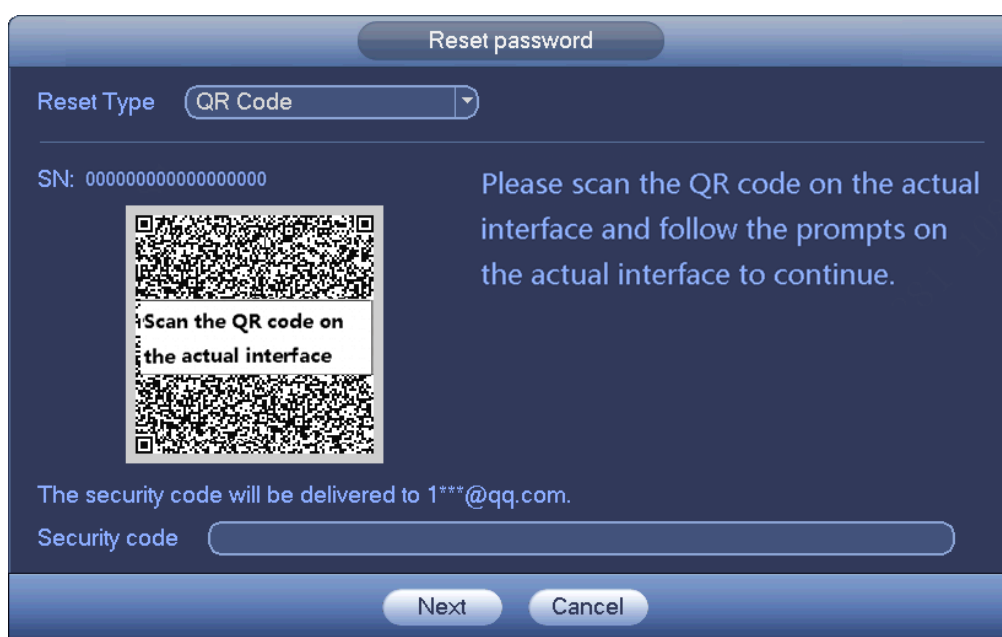 Reset password
Reset Type QR Code
SN: 000000000000000000
Please scan the QR code on the actual
interface and follow the prompts on
the actual interface to continue.
Scan the QR code on
the actual interface
The security code will be delivered to 1***@qq.com.
Security code
Next Cancel